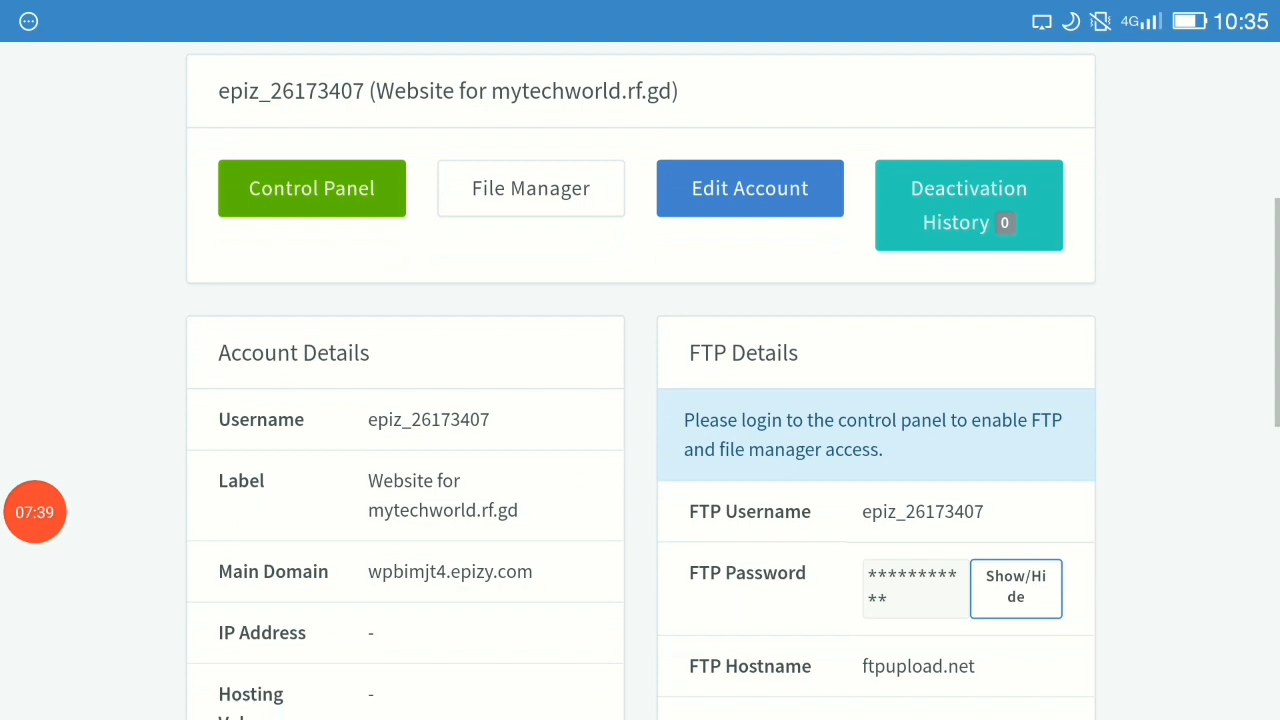 4G 10:35
epiz_26173407 (Website for mytechworld.rf.gd)
Control Panel
File Manager
Edit Account
Deactivation
History 0
Account Details
Username epiz_26173407
Label Website for
mytechworld.rf.gd
Main Domain wpbimjt4.epizy.com
IP Address -
Hosting -
FTP Details
Please login to the control panel to enable FTP
and file manager access.
FTP Username epiz_26173407
FTP Password ********* Show/Hi
** de
FTP Hostname ftpupload.net
07:39